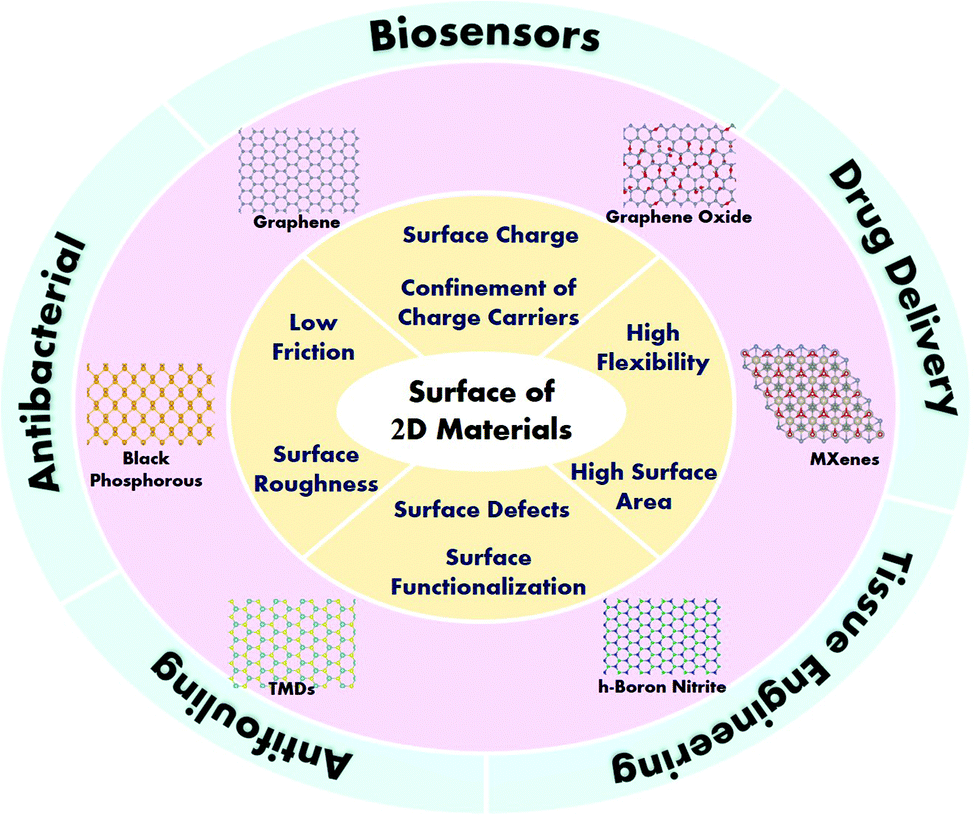 Biosensors
Drug Delivery
Tissue Engineering
Antifouling
Antibacterial
Graphene
Graphene Oxide
MXenes
h-Boron Nitrite
TMDs
Black
Phosphorous
Surface Charge
Confinement of
Charge Carriers
High
Flexibility
High Surface
Area
Surface Defects
Surface
Functionalization
Surface
Roughness
Low
Friction
Surface of
2D Materials